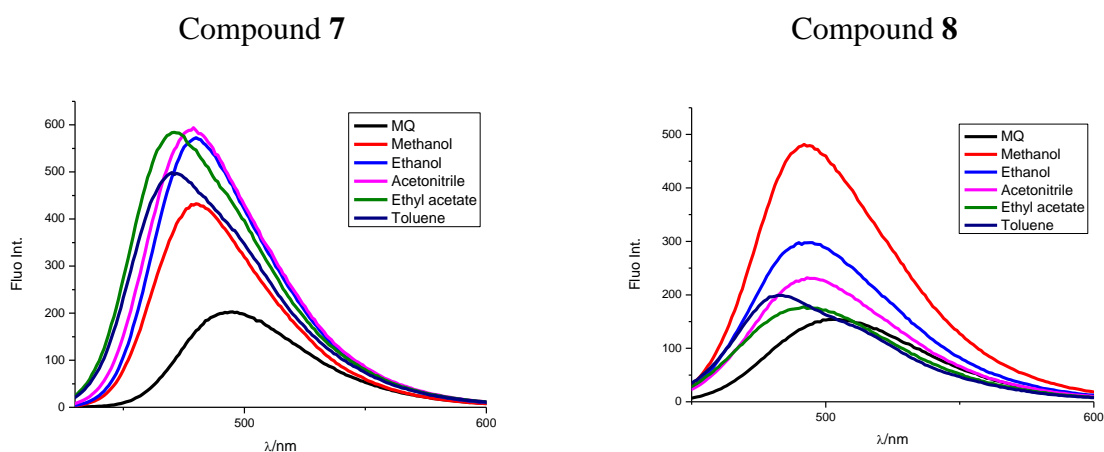 Compound 7
Compound 8
600
500
400
300
200
100
0
Fluo Int.
500
600
λ/nm
MQ
Methanol
Ethanol
Acetonitrile
Ethyl acetate
Toluene
500
400
300
200
100
0
Fluo Int.
500
600
λ/nm
MQ
Methanol
Ethanol
Acetonitrile
Ethyl acetate
Toluene